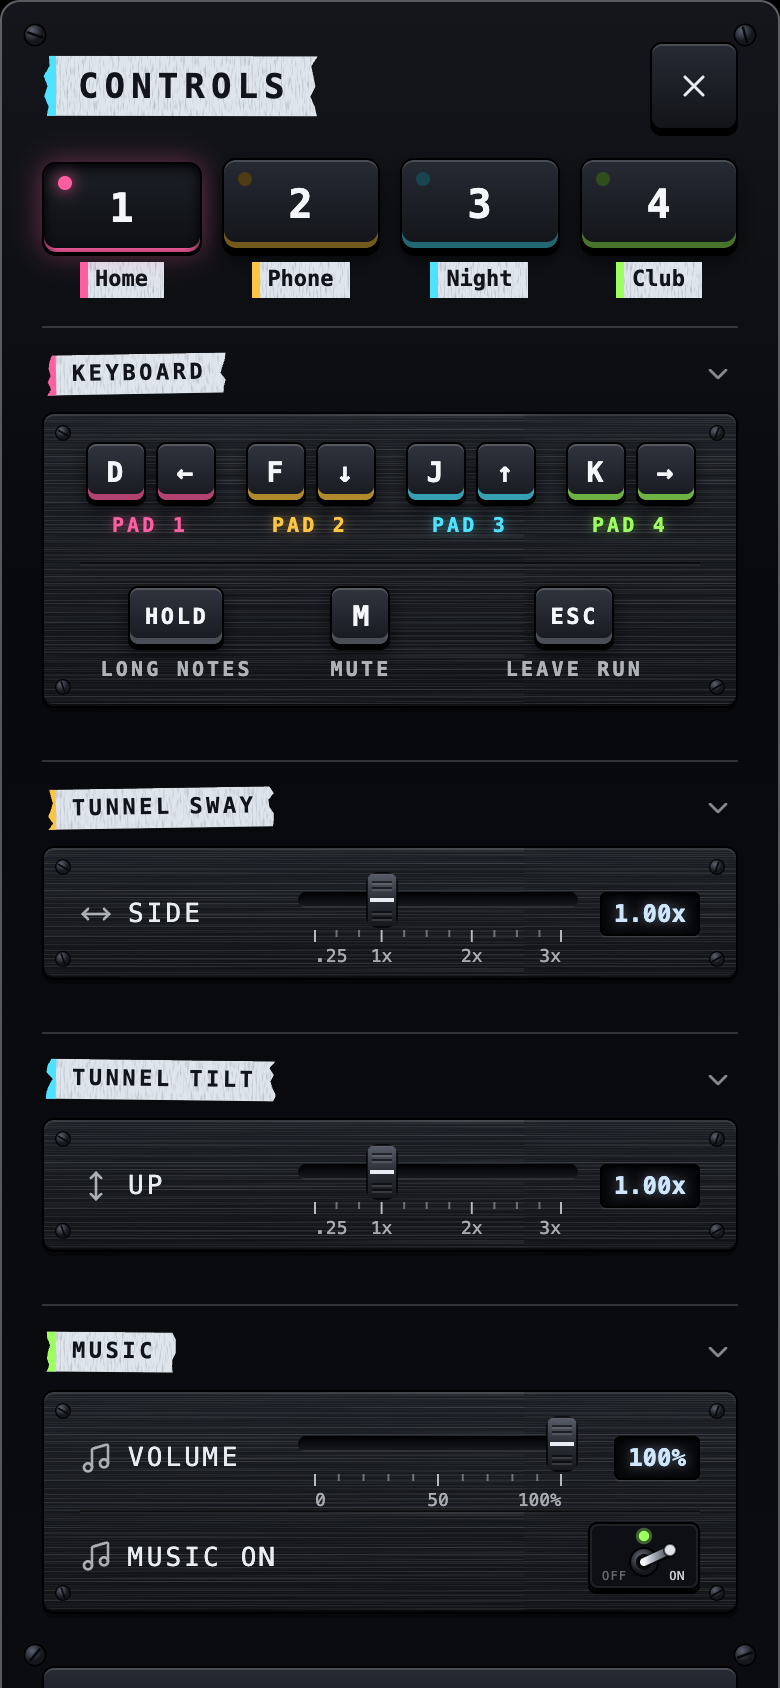 CONTROLS
1 2 3 4
Home Phone Night Club
KEYBOARD
D ← F ↓ J ↑ K →
PAD 1 PAD 2 PAD 3 PAD 4
HOLD M ESC
LONG NOTES MUTE LEAVE RUN
TUNNEL SWAY
SIDE 1.00x
.25 1x 2x 3x
TUNNEL TILT
UP 1.00x
.25 1x 2x 3x
MUSIC
VOLUME 100%
0 50 100%
MUSIC ON
OFF ON